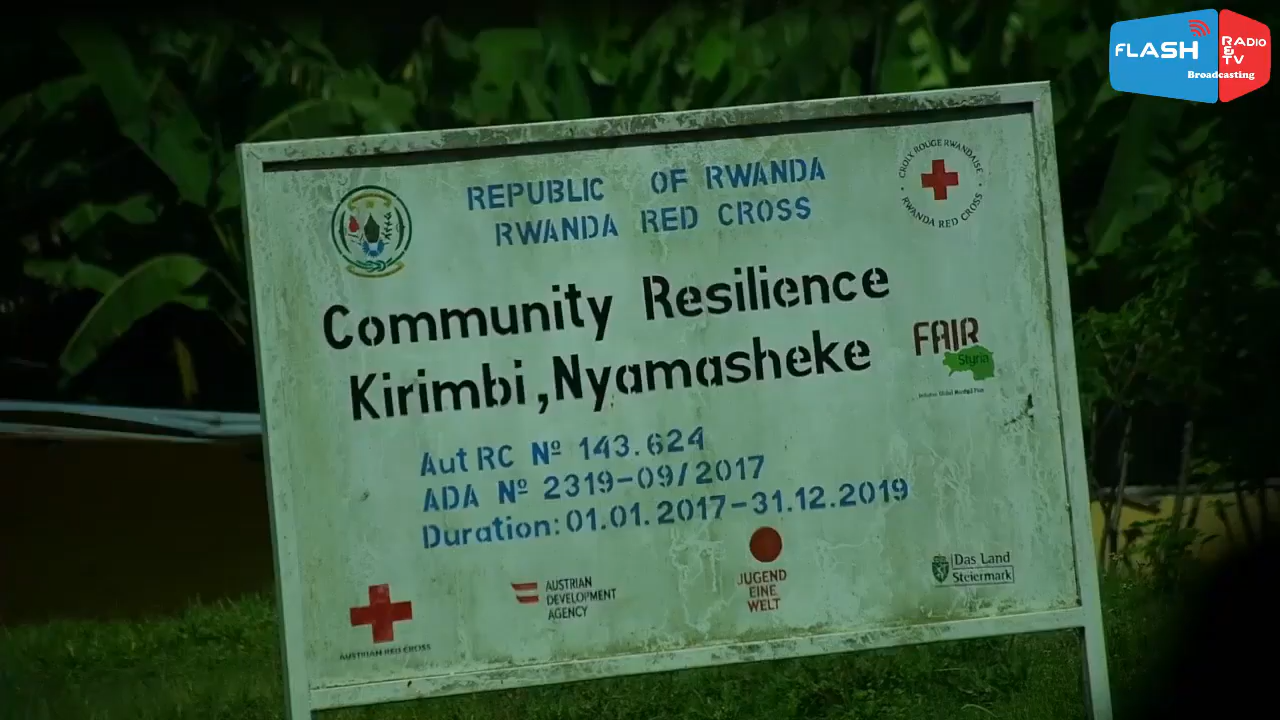 FLASH
RADIO
&
TV
Broadcasting
REPUBLIC OF RWANDA
RWANDA RED CROSS
CROIX ROUGE RWANDAISE
RWANDA RED CROSS
Community Resilience
Kirimbi,Nyamasheke
FAIR
Styria
Aut RC Nº 143.624
ADA Nº 2319-09/2017
Duration: 01.01.2017-31.12.2019
AUSTRIAN RED CROSS
AUSTRIAN
DEVELOPMENT
AGENCY
JUGEND
EINE
WELT
Das Land
Steiermark